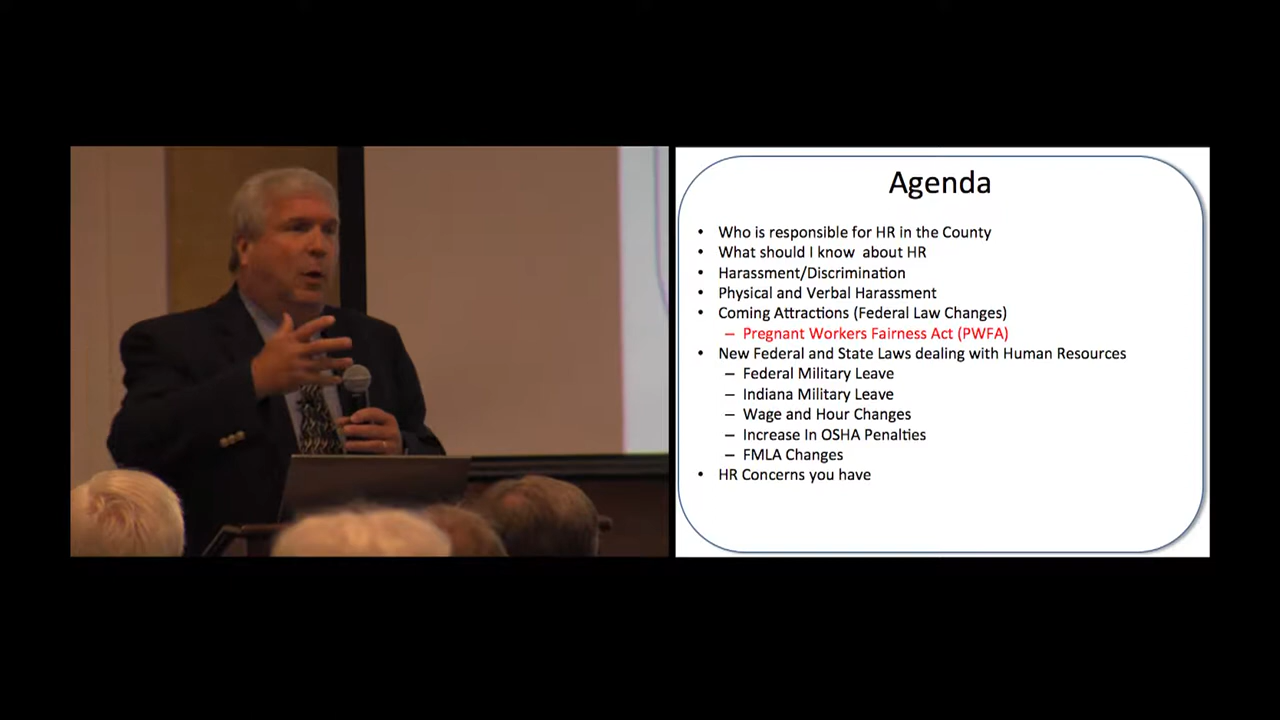 Agenda
• Who is responsible for HR in the County
• What should I know  about HR
• Harassment/Discrimination
• Physical and Verbal Harassment
• Coming Attractions (Federal Law Changes)
– Pregnant Workers Fairness Act (PWFA)
• New Federal and State Laws dealing with Human Resources
– Federal Military Leave
– Indiana Military Leave
– Wage and Hour Changes
– Increase In OSHA Penalties
– FMLA Changes
• HR Concerns you have